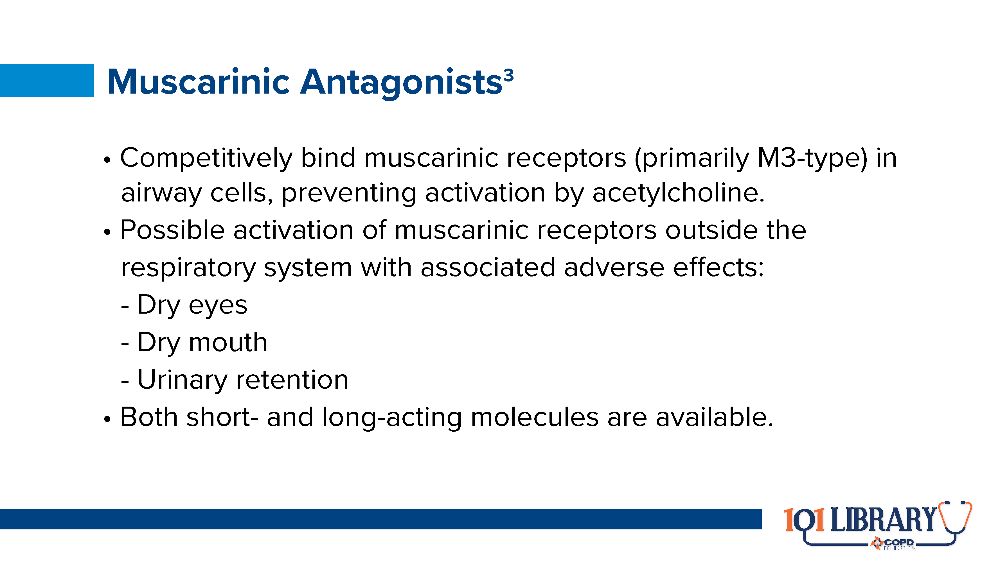 Muscarinic Antagonists³
• Competitively bind muscarinic receptors (primarily M3-type) in
airway cells, preventing activation by acetylcholine.
• Possible activation of muscarinic receptors outside the
respiratory system with associated adverse effects:
- Dry eyes
- Dry mouth
- Urinary retention
• Both short- and long-acting molecules are available.
101 LIBRARY
COPD
FOUNDATION®